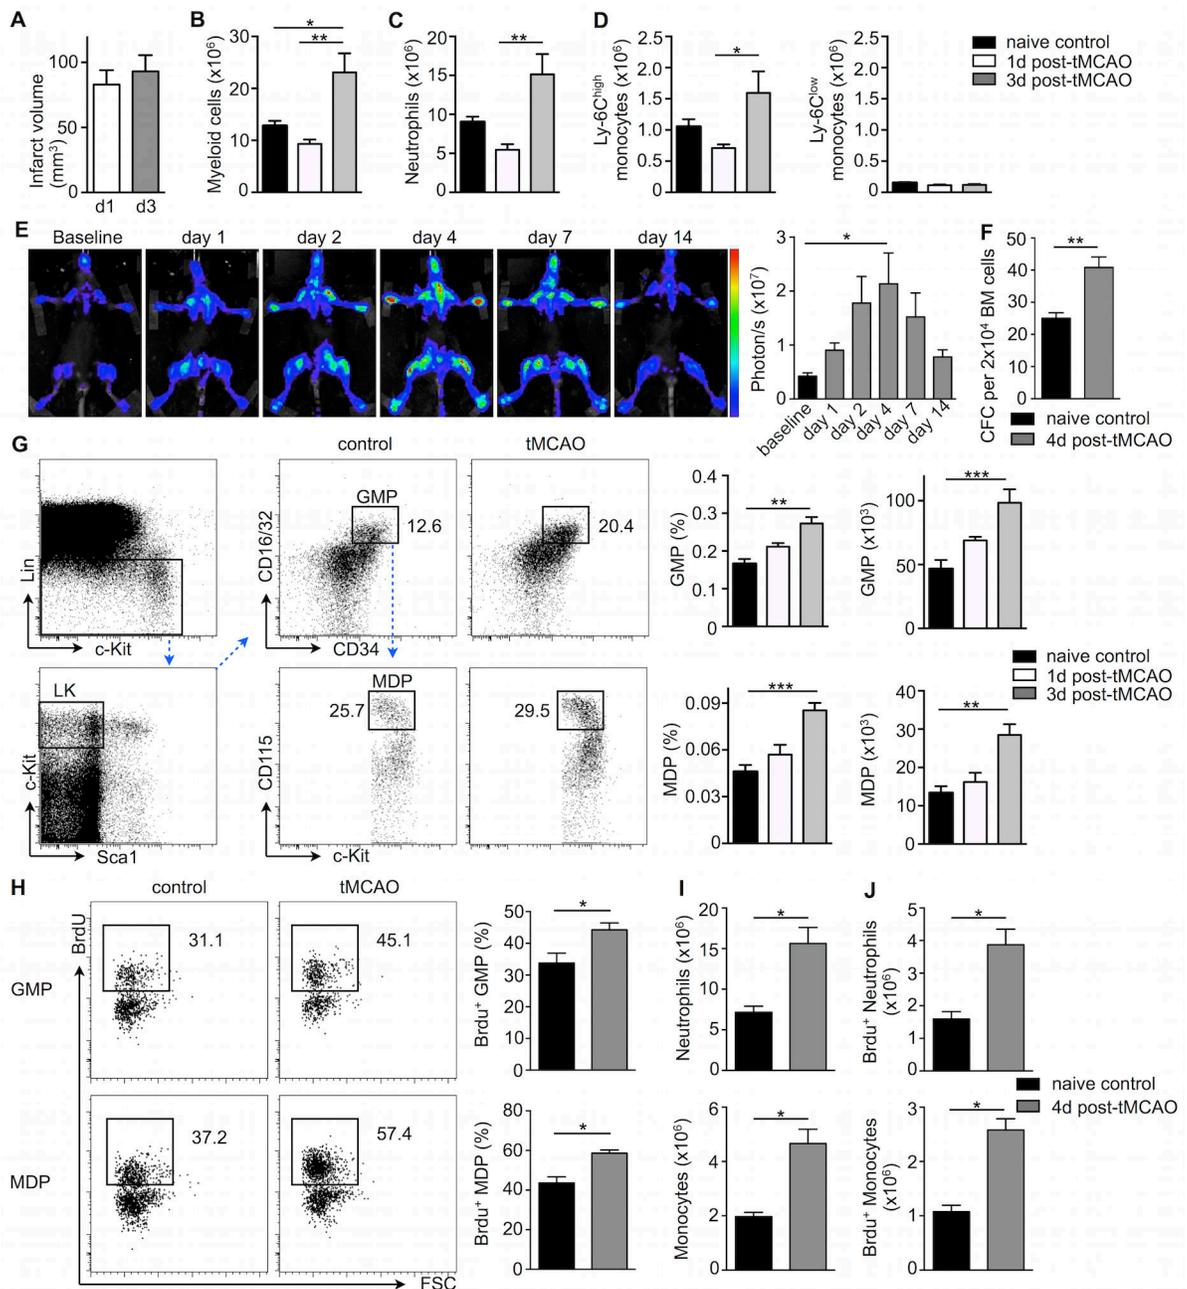 A
Infarct volume
(mm³)
100
50
0
d1
d3
B
Myeloid cells (x10⁶)
30
20
10
0
*
**
C
Neutrophils (x10⁶)
20
15
10
5
0
**
D
Ly-6Chigh
monocytes (x10⁶)
2.5
2.0
1.5
1.0
0.5
0
*
Ly-6Clow
monocytes (x10⁶)
2.5
2.0
1.5
1.0
0.5
0
naive control
1d post-tMCAO
3d post-tMCAO
E
Baseline
day 1
day 2
day 4
day 7
day 14
Photon/s (x10⁷)
3
2
1
0
*
baseline
day 1
day 2
day 4
day 7
day 14
F
CFC per 2x10⁴ BM cells
50
40
30
20
10
0
**
naive control
4d post-tMCAO
G
control
tMCAO
Lin
c-Kit
CD16/32
CD34
GMP
12.6
20.4
GMP (%)
0.4
0.3
0.2
0.1
0
**
GMP (x10³)
100
50
0
***
LK
c-Kit
Sca1
CD115
c-Kit
MDP
25.7
29.5
MDP (%)
0.09
0.06
0.03
0
***
MDP (x10³)
40
30
20
10
0
**
naive control
1d post-tMCAO
3d post-tMCAO
H
control
tMCAO
BrdU
GMP
31.1
45.1
Brdu⁺ GMP (%)
50
40
30
20
10
0
*
MDP
37.2
57.4
FSC
Brdu⁺ MDP (%)
80
60
40
20
0
*
I
Neutrophils (x10⁶)
20
15
10
5
0
*
Monocytes (x10⁶)
6
4
2
0
*
J
Brdu⁺ Neutrophils
(x10⁶)
5
4
3
2
1
0
*
naive control
4d post-tMCAO
Brdu⁺ Monocytes
(x10⁶)
3
2
1
0
*